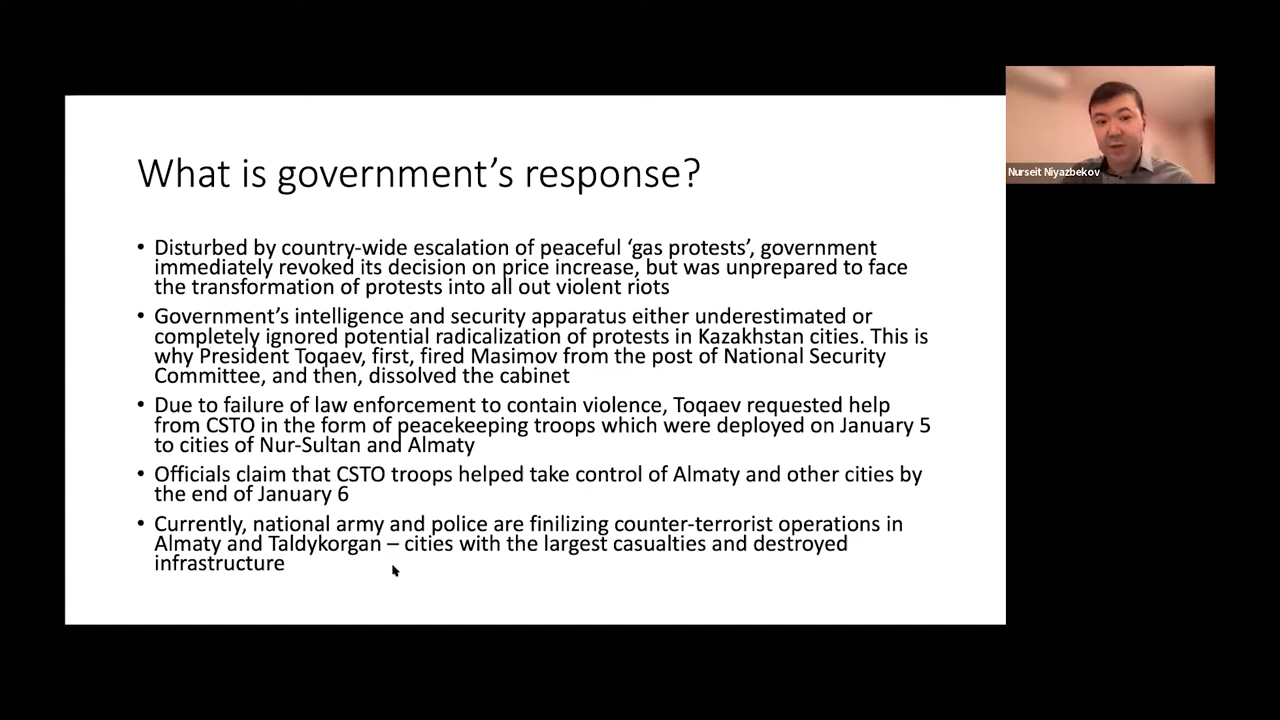 What is government's response?
• Disturbed by country-wide escalation of peaceful 'gas protests', government
immediately revoked its decision on price increase, but was unprepared to face
the transformation of protests into all out violent riots
• Government's intelligence and security apparatus either underestimated or
completely ignored potential radicalization of protests in Kazakhstan cities. This is
why President Toqaev, first, fired Masimov from the post of National Security
Committee, and then, dissolved the cabinet
• Due to failure of law enforcement to contain violence, Toqaev requested help
from CSTO in the form of peacekeeping troops which were deployed on January 5
to cities of Nur-Sultan and Almaty
• Officials claim that CSTO troops helped take control of Almaty and other cities by
the end of January 6
• Currently, national army and police are finilizing counter-terrorist operations in
Almaty and Taldykorgan – cities with the largest casualties and destroyed
infrastructure
Nurseit Niyazbekov